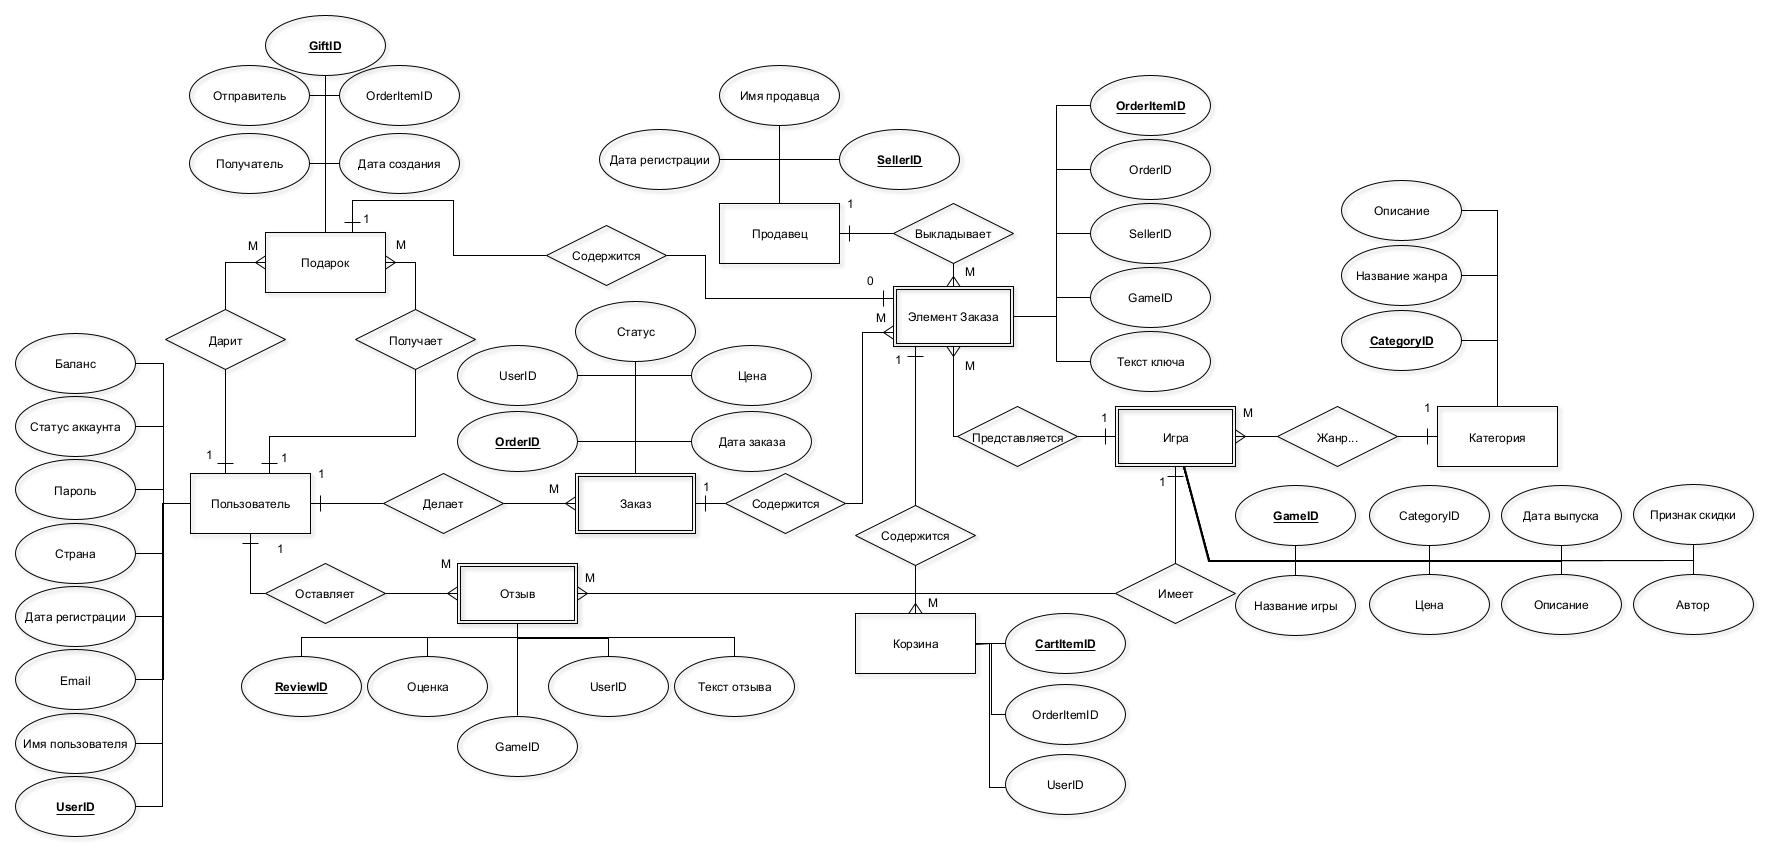 GiftID
Отправитель
OrderItemID
Получатель
Дата создания
1
M
M
Подарок
Содержится
Дарит
Получает
Имя продавца
Дата регистрации
SellerID
Продавец
1
Выкладывает
M
0
M
Элемент Заказа
1
M
OrderItemID
OrderID
SellerID
GameID
Текст ключа
Описание
Название жанра
CategoryID
Статус
UserID
Цена
OrderID
Дата заказа
Баланс
Статус аккаунта
Пароль
Страна
Дата регистрации
Email
Имя пользователя
UserID
1
1
Пользователь
1
Делает
M
Заказ
1
Содержится
Представляется
1
Игра
M
Жанр...
1
Категория
1
1
Оставляет
M
Отзыв
M
Содержится
M
Имеет
GameID
CategoryID
Дата выпуска
Признак скидки
Название игры
Цена
Описание
Автор
Корзина
CartItemID
OrderItemID
UserID
ReviewID
Оценка
UserID
Текст отзыва
GameID